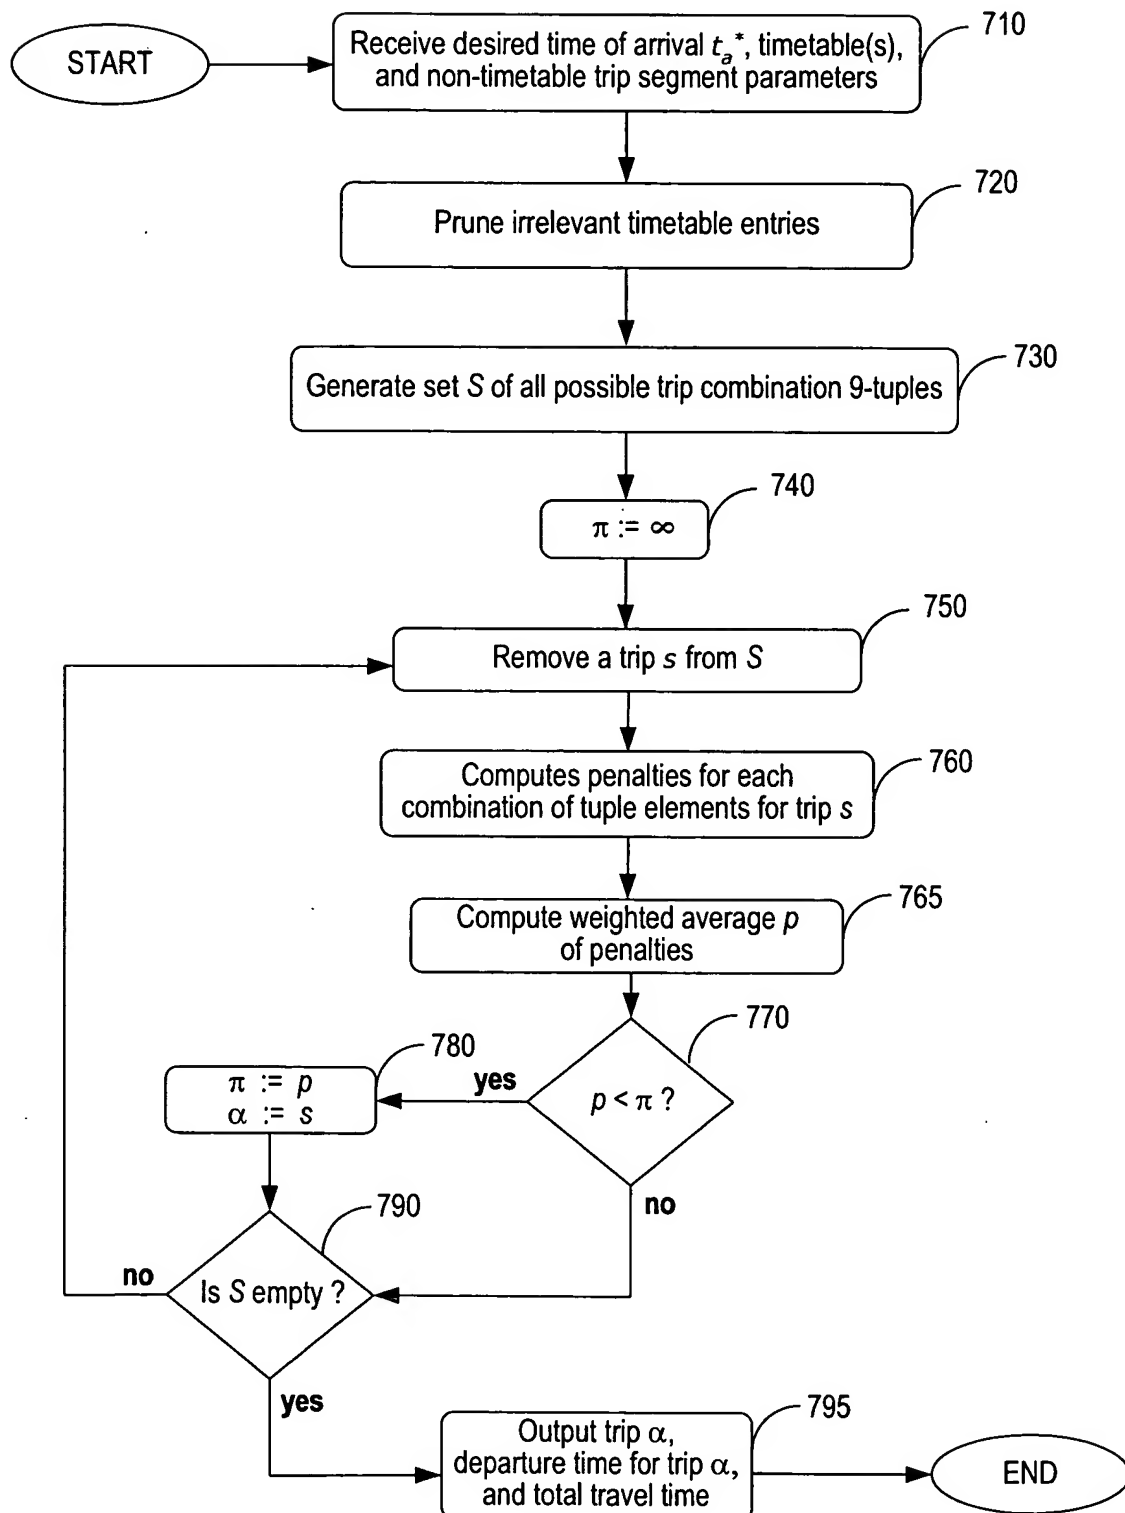 START
Receive desired time of arrival tₐ*, timetable(s),
and non-timetable trip segment parameters
710
Prune irrelevant timetable entries
720
Generate set S of all possible trip combination 9-tuples
730
π := ∞
740
Remove a trip s from S
750
Computes penalties for each
combination of tuple elements for trip s
760
Compute weighted average p
of penalties
765
p < π ?
770
yes
no
π := p
α := s
780
Is S empty ?
790
no
yes
Output trip α,
departure time for trip α,
and total travel time
795
END